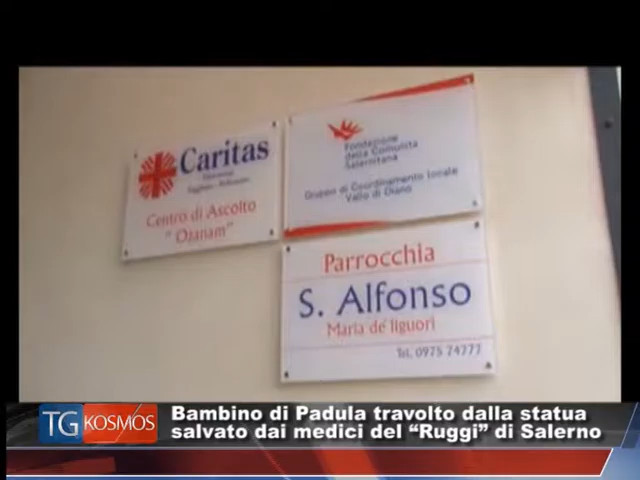 Caritas
Centro di Ascolto
"Ozanam"
Fondazione
della Comunità
Salernitana
Gruppo di Coordinamento locale
Vallo di Diano
Parrocchia
S. Alfonso
Maria de' liguori
Tel. 0975 74777
TG KOSMOS
Bambino di Padula travolto dalla statua
salvato dai medici del “Ruggi” di Salerno